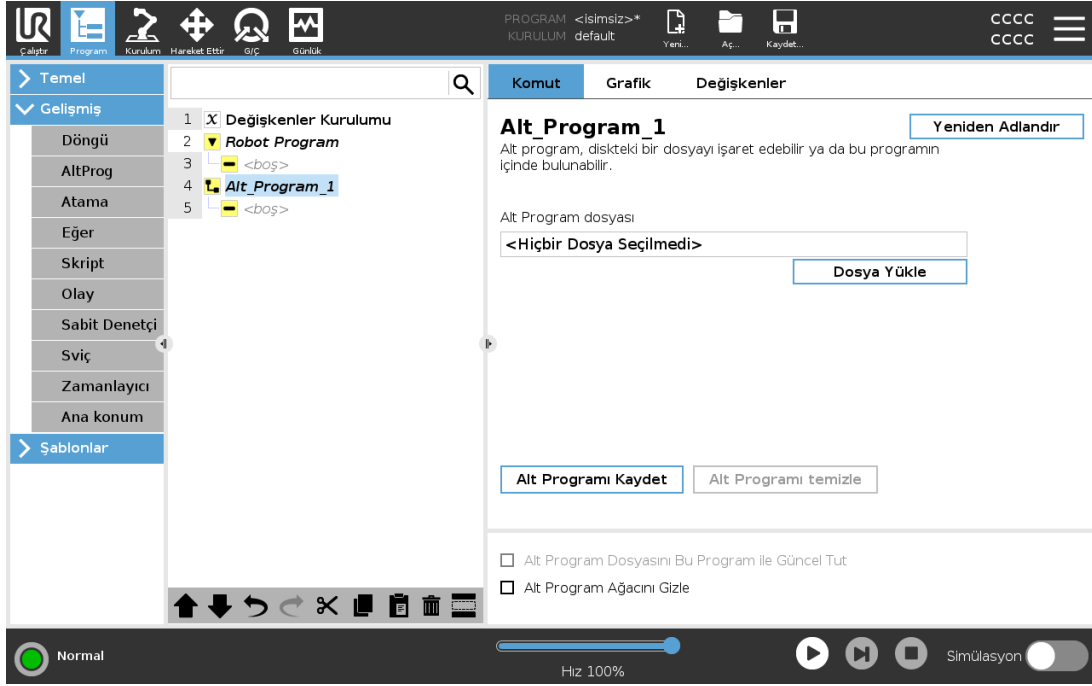 PROGRAM <isimsiz>*
KURULUM default
cccc
cccc
Çalıştır Program Kurulum Hareket Ettir G/Ç Günlük Yeni... Aç... Kaydet...
Temel
Gelişmiş
Döngü
AltProg
Atama
Eğer
Skript
Olay
Sabit Denetçi
Sviç
Zamanlayıcı
Ana konum
Şablonlar
1 X Değişkenler Kurulumu
2 Robot Program
3 <boş>
4 Alt_Program_1
5 <boş>
Komut Grafik Değişkenler
Alt_Program_1
Yeniden Adlandır
Alt program, diskteki bir dosyayı işaret edebilir ya da bu programın
içinde bulunabilir.
Alt Program dosyası
<Hiçbir Dosya Seçilmedi>
Dosya Yükle
Alt Programı Kaydet Alt Programı temizle
Alt Program Dosyasını Bu Program ile Güncel Tut
Alt Program Ağacını Gizle
Normal
Hız 100%
Simülasyon